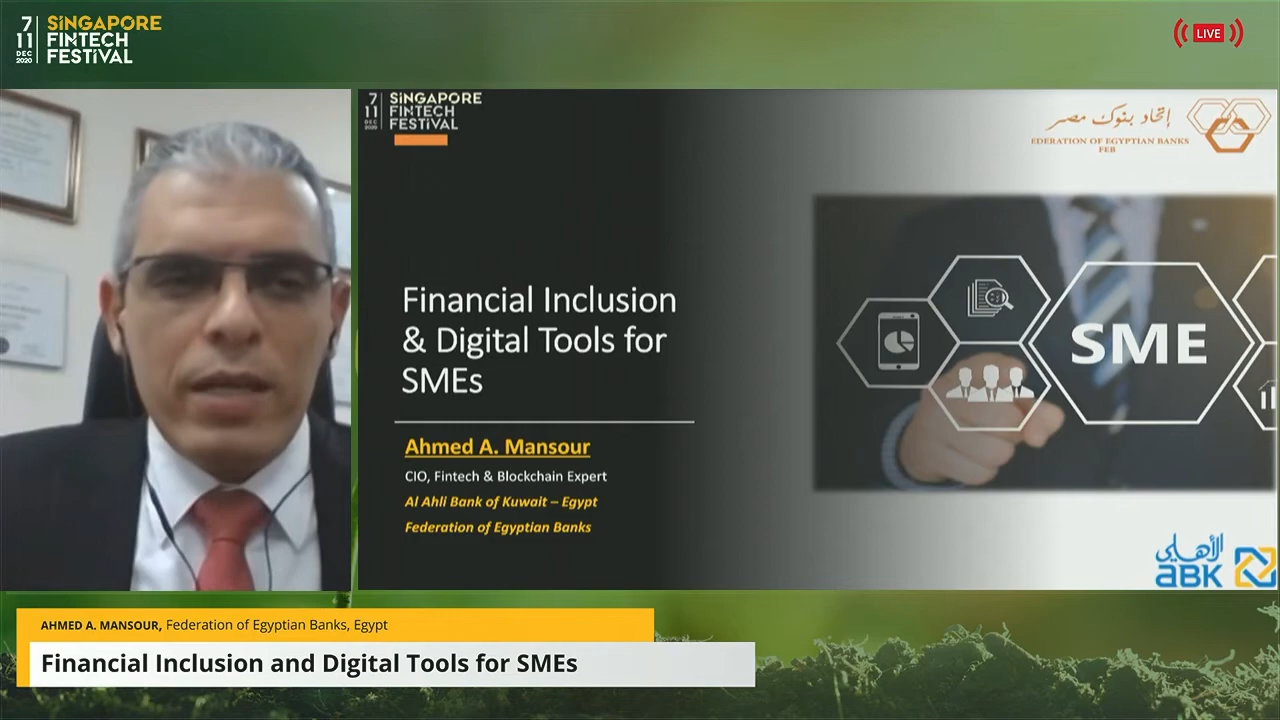 7
11
DEC
2020
SINGAPORE
FINTECH
FESTIVAL
LIVE
7
11
DEC
2020
SINGAPORE
FINTECH
FESTIVAL
إتحاد بنوك مصر
EDERATION OF EGYPTIAN BANKS
FEB
Financial Inclusion
& Digital Tools for
SMEs
SME
Ahmed A. Mansour
CIO, Fintech & Blockchain Expert
Al Ahli Bank of Kuwait – Egypt
Federation of Egyptian Banks
الأهلي
abk
AHMED A. MANSOUR, Federation of Egyptian Banks, Egypt
Financial Inclusion and Digital Tools for SMEs